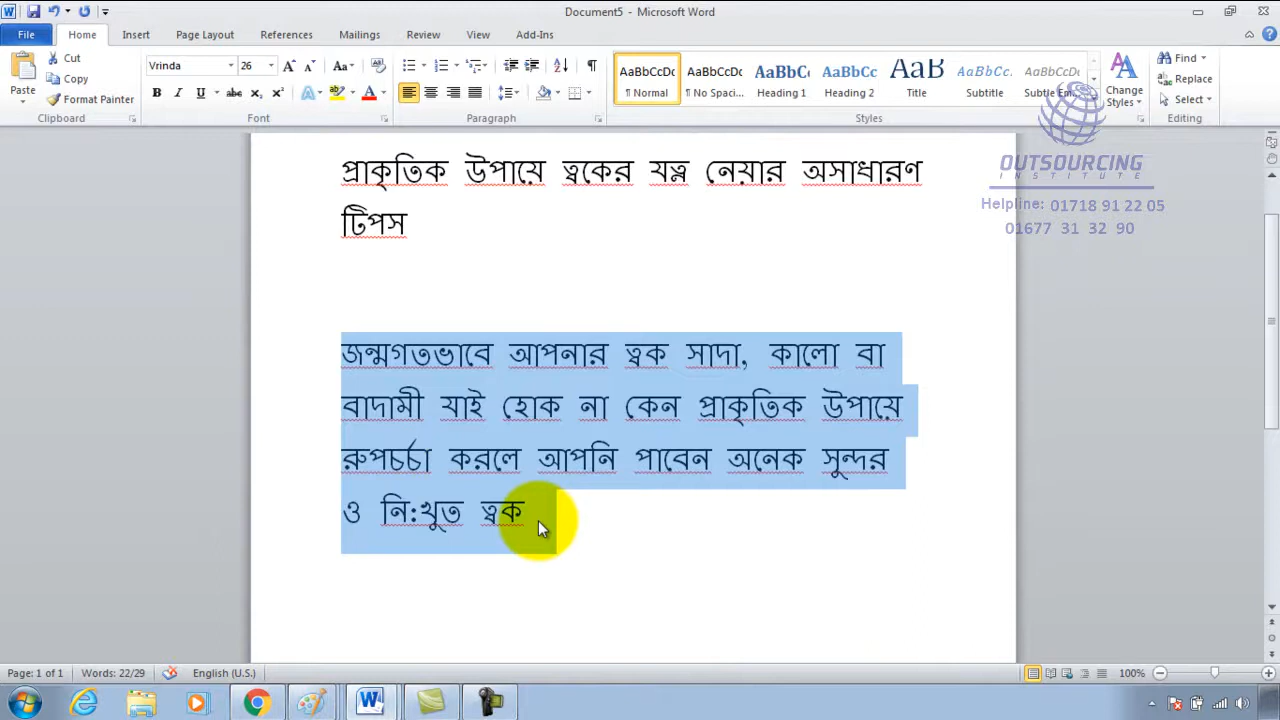 Document5 - Microsoft Word
File Home Insert Page Layout References Mailings Review View Add-Ins
Paste
Cut
Copy
Format Painter
Clipboard
Vrinda 26
Font
Paragraph
AaBbCcDc AaBbCcDc AaBbC AaBbCc AaB AaBbCc. AaBbCcDc
¶ Normal ¶ No Spaci... Heading 1 Heading 2 Title Subtitle Subtle Em...
Change Styles
Styles
Find
Replace
Select
Editing
OUTSOURCING
INSTITUTE
Helpline: 01718 91 22 05
01677 31 32 90
প্রাকৃতিক উপায়ে ত্বকের যত্ন নেয়ার অসাধারণ
টিপস
জন্মগতভাবে আপনার ত্বক সাদা, কালো বা
বাদামী যাই হোক না কেন প্রাকৃতিক উপায়ে
রুপচর্চা করলে আপনি পাবেন অনেক সুন্দর
ও নি:খুত ত্বক
Page: 1 of 1 Words: 22/29 English (U.S.) 100%